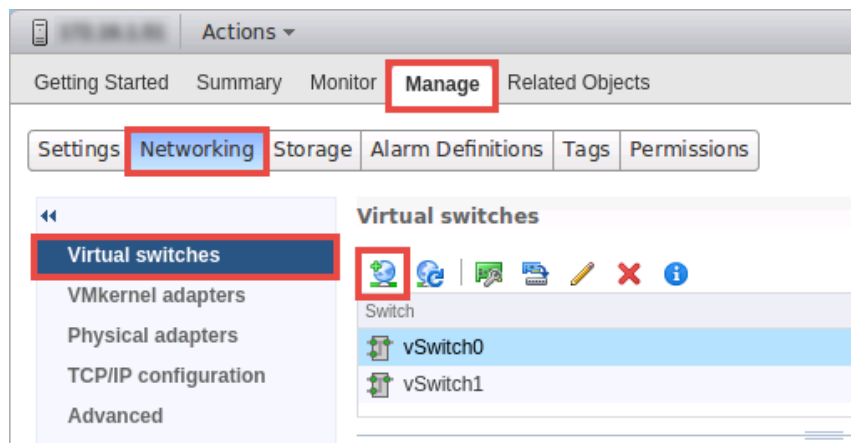 Actions
Getting Started Summary Monitor Manage Related Objects
Settings Networking Storage Alarm Definitions Tags Permissions
Virtual switches
Virtual switches
VMkernel adapters
Physical adapters
TCP/IP configuration
Advanced
Switch
vSwitch0
vSwitch1